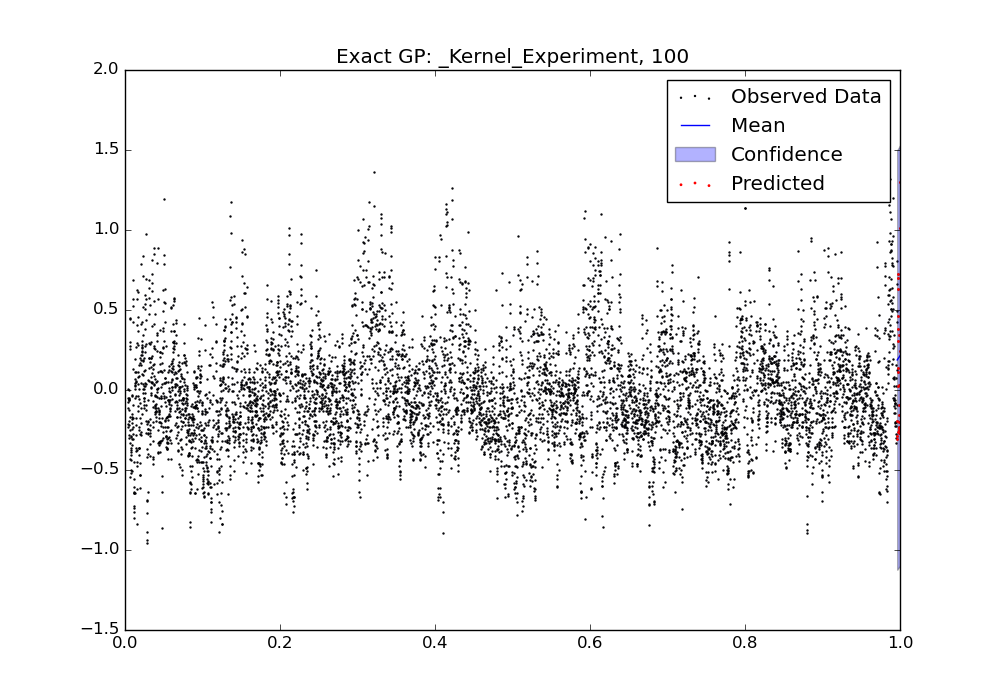 Exact GP: _Kernel_Experiment, 100
2.0
1.5
1.0
0.5
0.0
−0.5
−1.0
−1.5
0.0 0.2 0.4 0.6 0.8 1.0
Observed Data
Mean
Confidence
Predicted